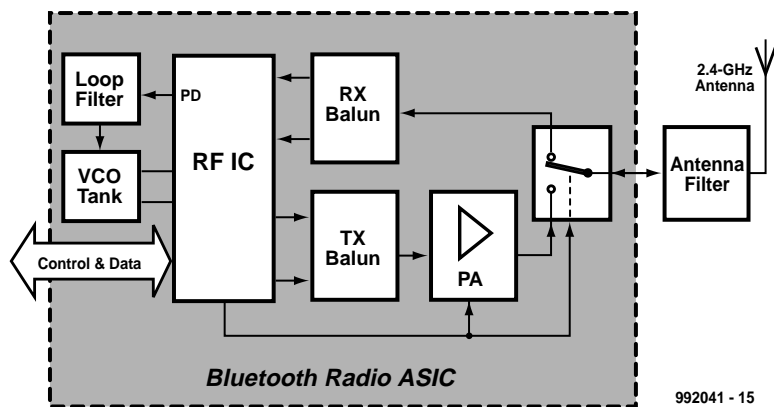 Loop
Filter
PD
RX
Balun
2.4-GHz
Antenna
RF IC
VCO
Tank
Antenna
Filter
TX
Balun
PA
Control & Data
Bluetooth Radio ASIC
992041 - 15